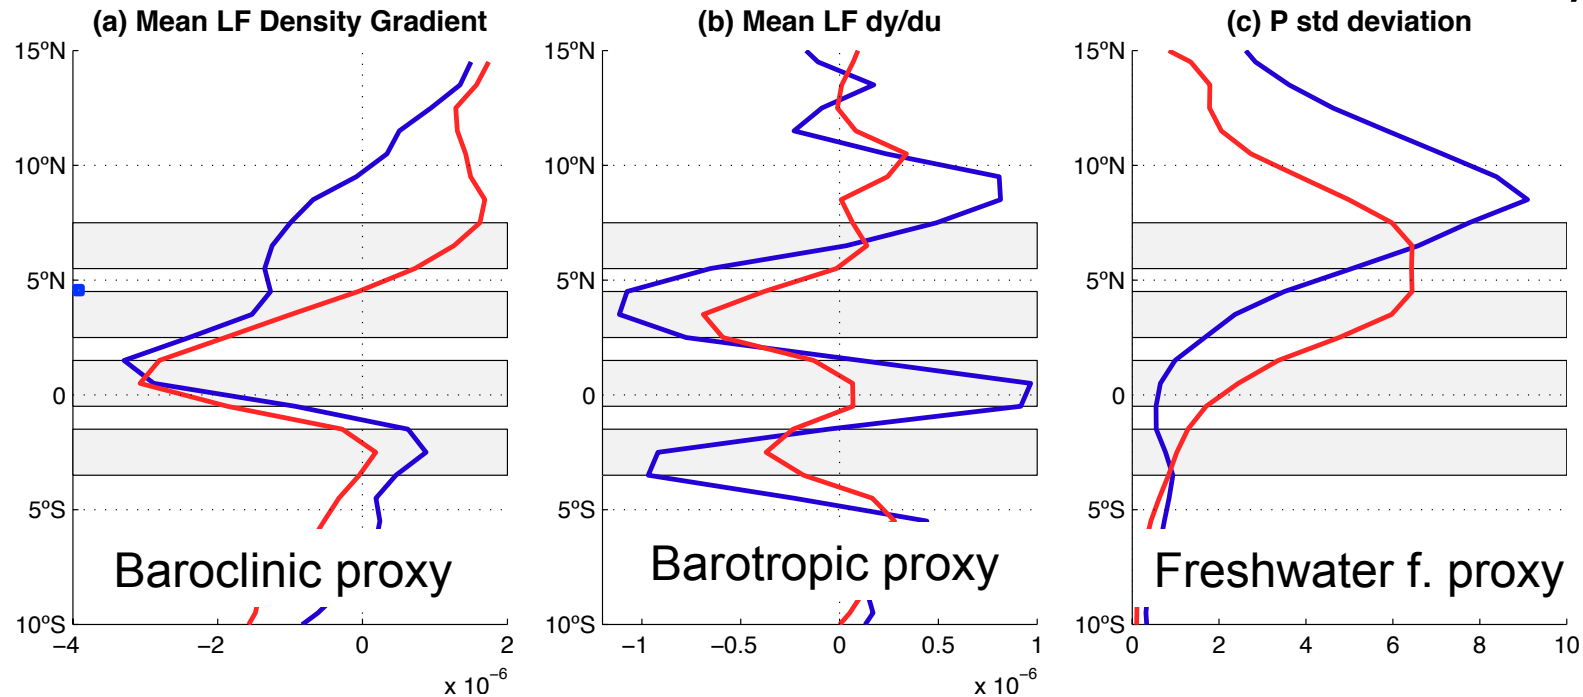 (a) Mean LF Density Gradient
15ºN
10ºN
5ºN
0
5ºS
10ºS
Baroclinic proxy
−4 −2 0 2
x 10⁻⁶
(b) Mean LF dy/du
15ºN
10ºN
5ºN
0
5ºS
10ºS
Barotropic proxy
−1 −0.5 0 0.5 1
x 10⁻⁶
(c) P std deviation
15ºN
10ºN
5ºN
0
5ºS
10ºS
Freshwater f. proxy
0 2 4 6 8 10